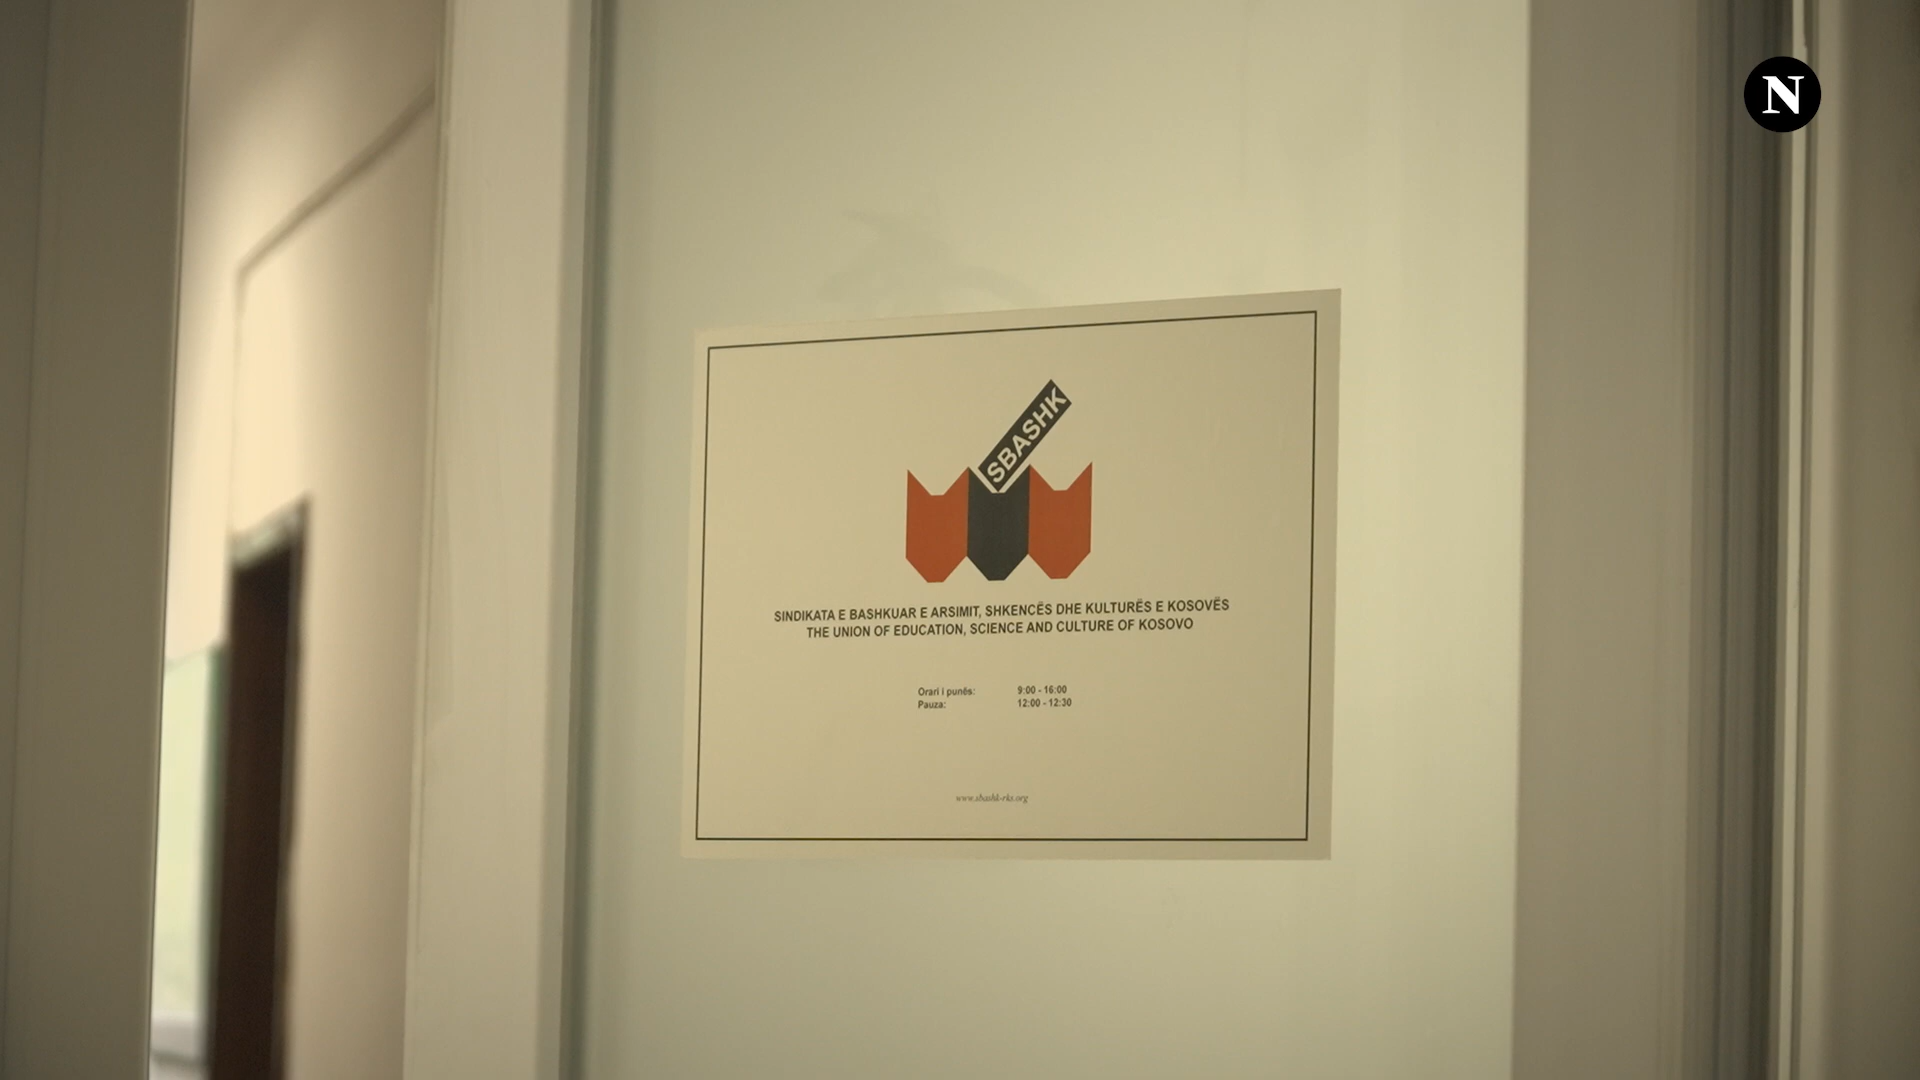 N
SBASHK
SINDIKATA E BASHKUAR E ARSIMIT, SHKENCËS DHE KULTURËS E KOSOVËS
THE UNION OF EDUCATION, SCIENCE AND CULTURE OF KOSOVO
Orari i punës: 9:00 - 16:00
Pauza: 12:00 - 12:30
www.sbashk-rks.org